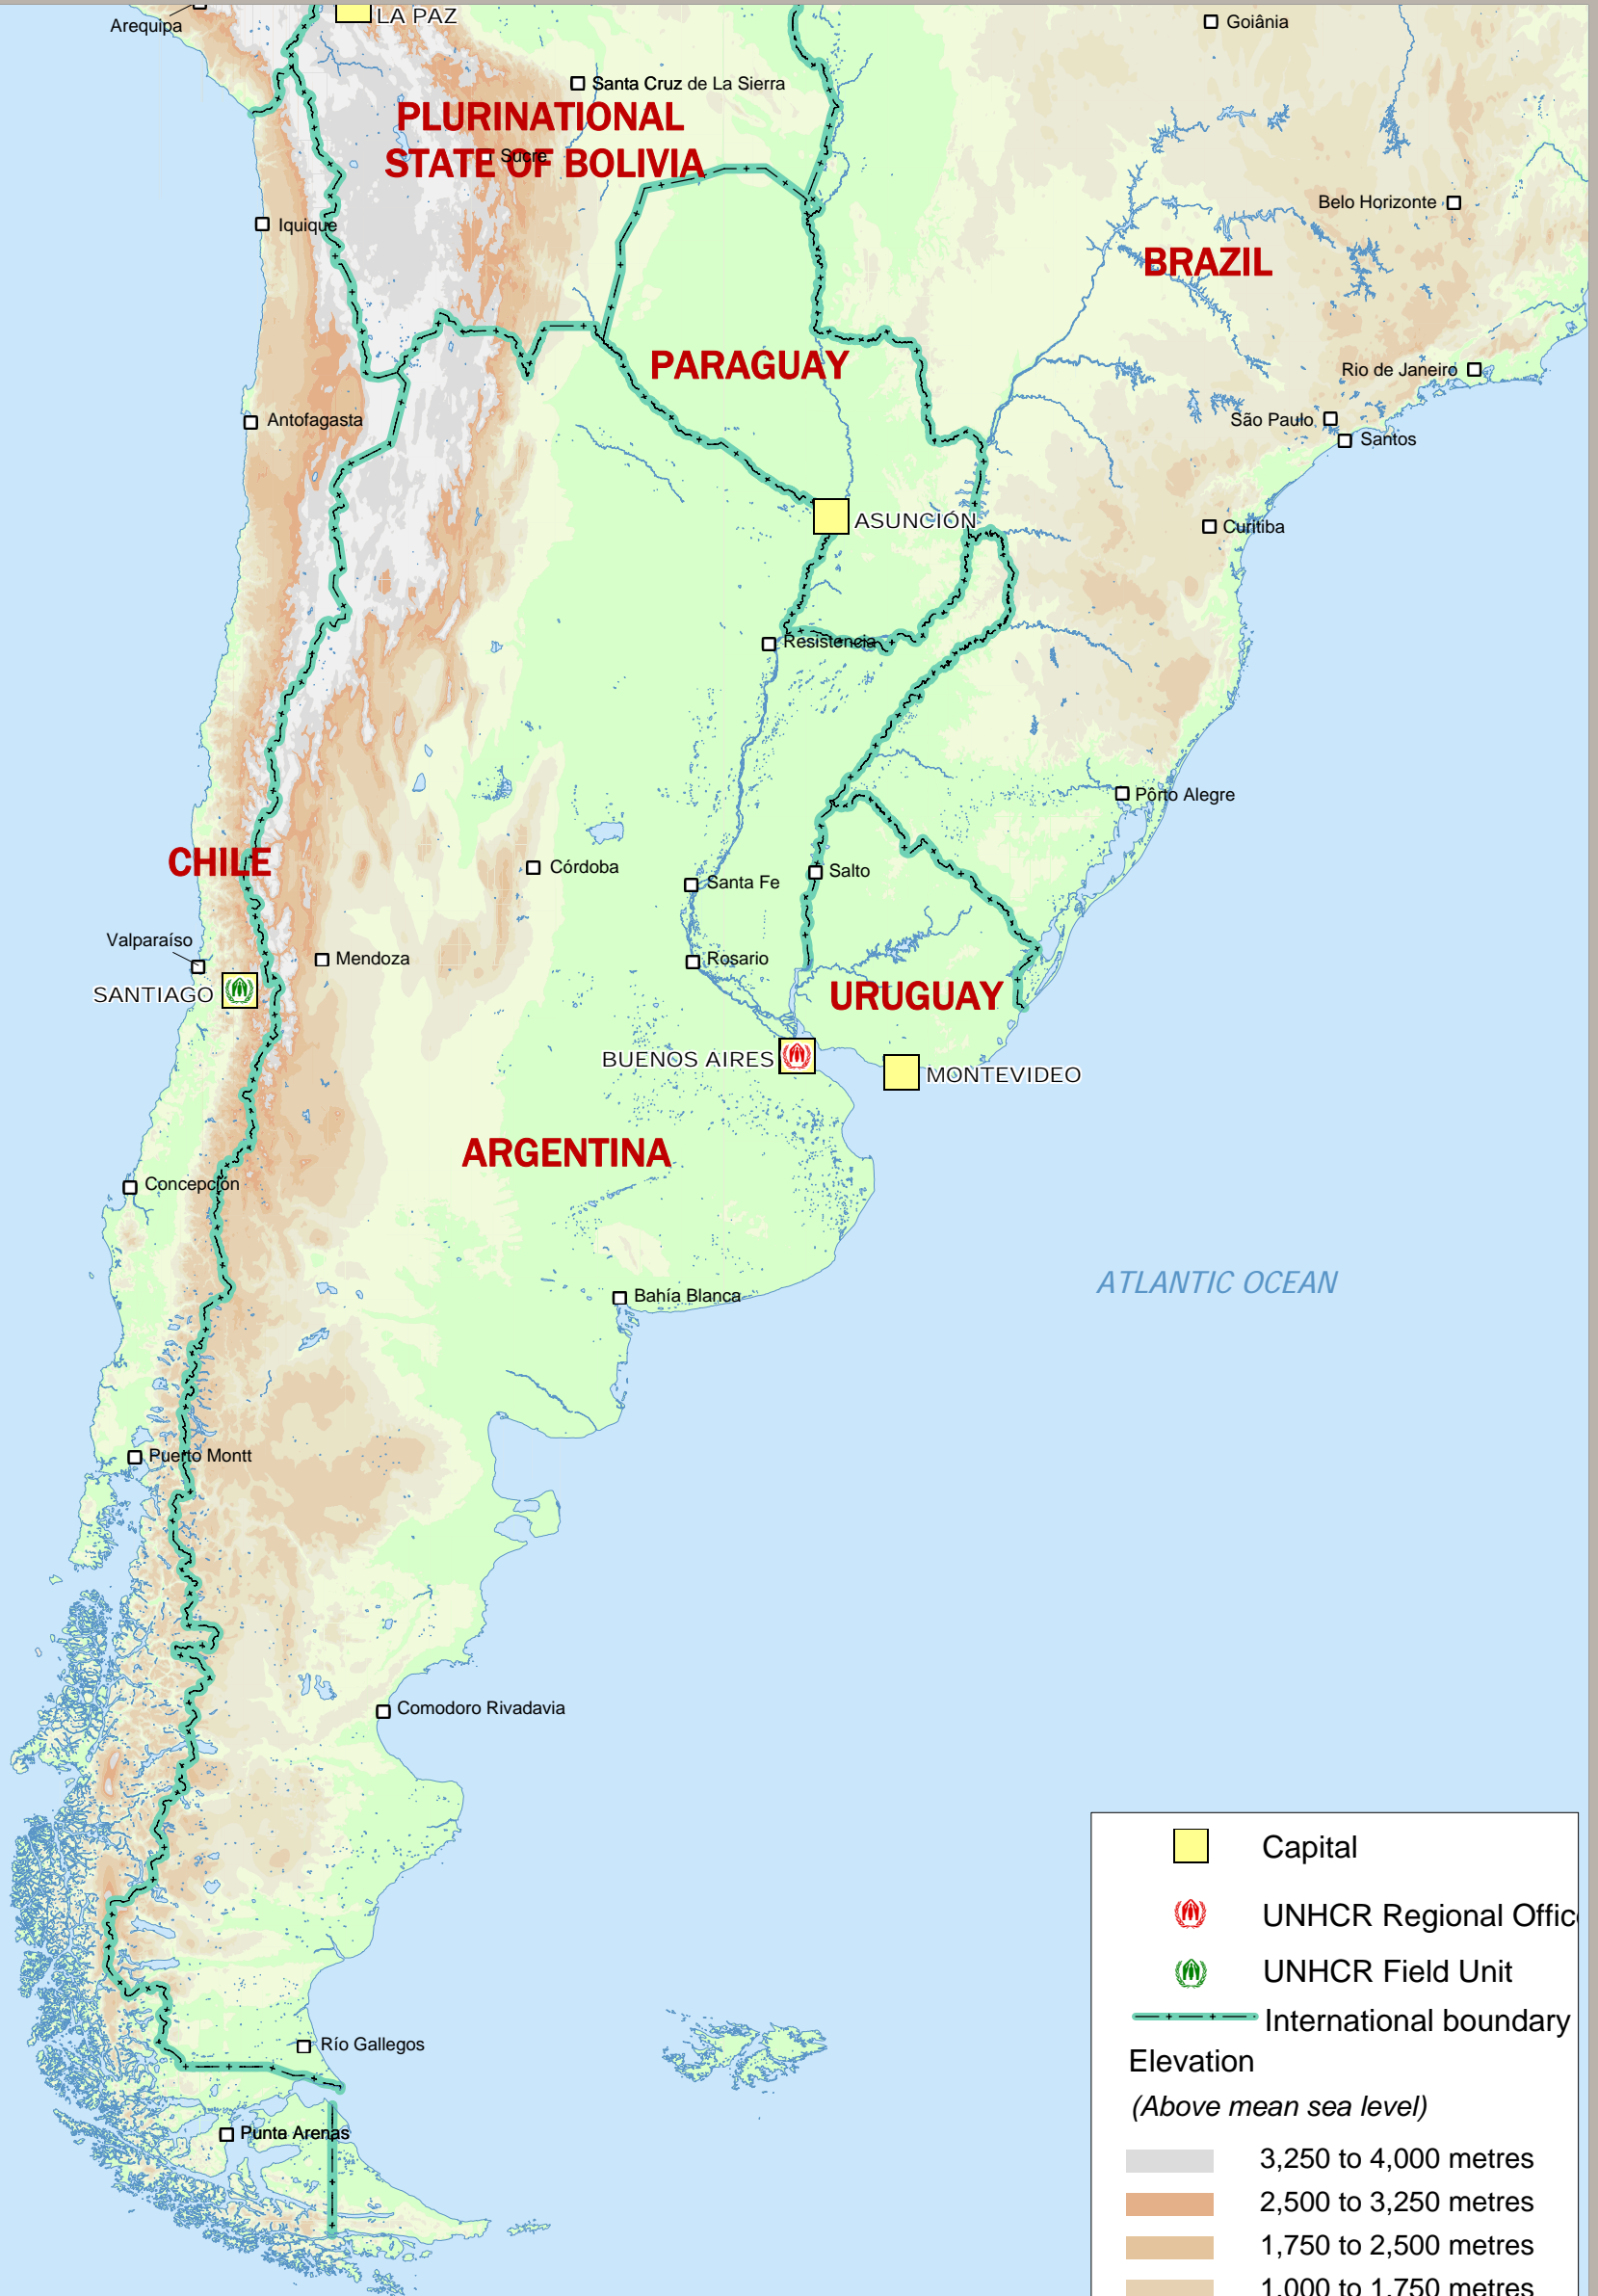 LA PAZ
Arequipa
Goiânia
Santa Cruz de La Sierra
PLURINATIONAL
STATE OF BOLIVIA
Sucre
Belo Horizonte
Iquique
BRAZIL
PARAGUAY
Rio de Janeiro
Antofagasta
São Paulo
Santos
ASUNCIÓN
Curitiba
Resistencia
Pôrto Alegre
CHILE
Córdoba
Salto
Santa Fe
Valparaíso
Mendoza
Rosario
SANTIAGO
URUGUAY
BUENOS AIRES
MONTEVIDEO
ARGENTINA
Concepción
ATLANTIC OCEAN
Bahía Blanca
Puerto Montt
Comodoro Rivadavia
Río Gallegos
Punta Arenas
Capital
UNHCR Regional Offic
UNHCR Field Unit
International boundary
Elevation
(Above mean sea level)
3,250 to 4,000 metres
2,500 to 3,250 metres
1,750 to 2,500 metres
1,000 to 1,750 metres